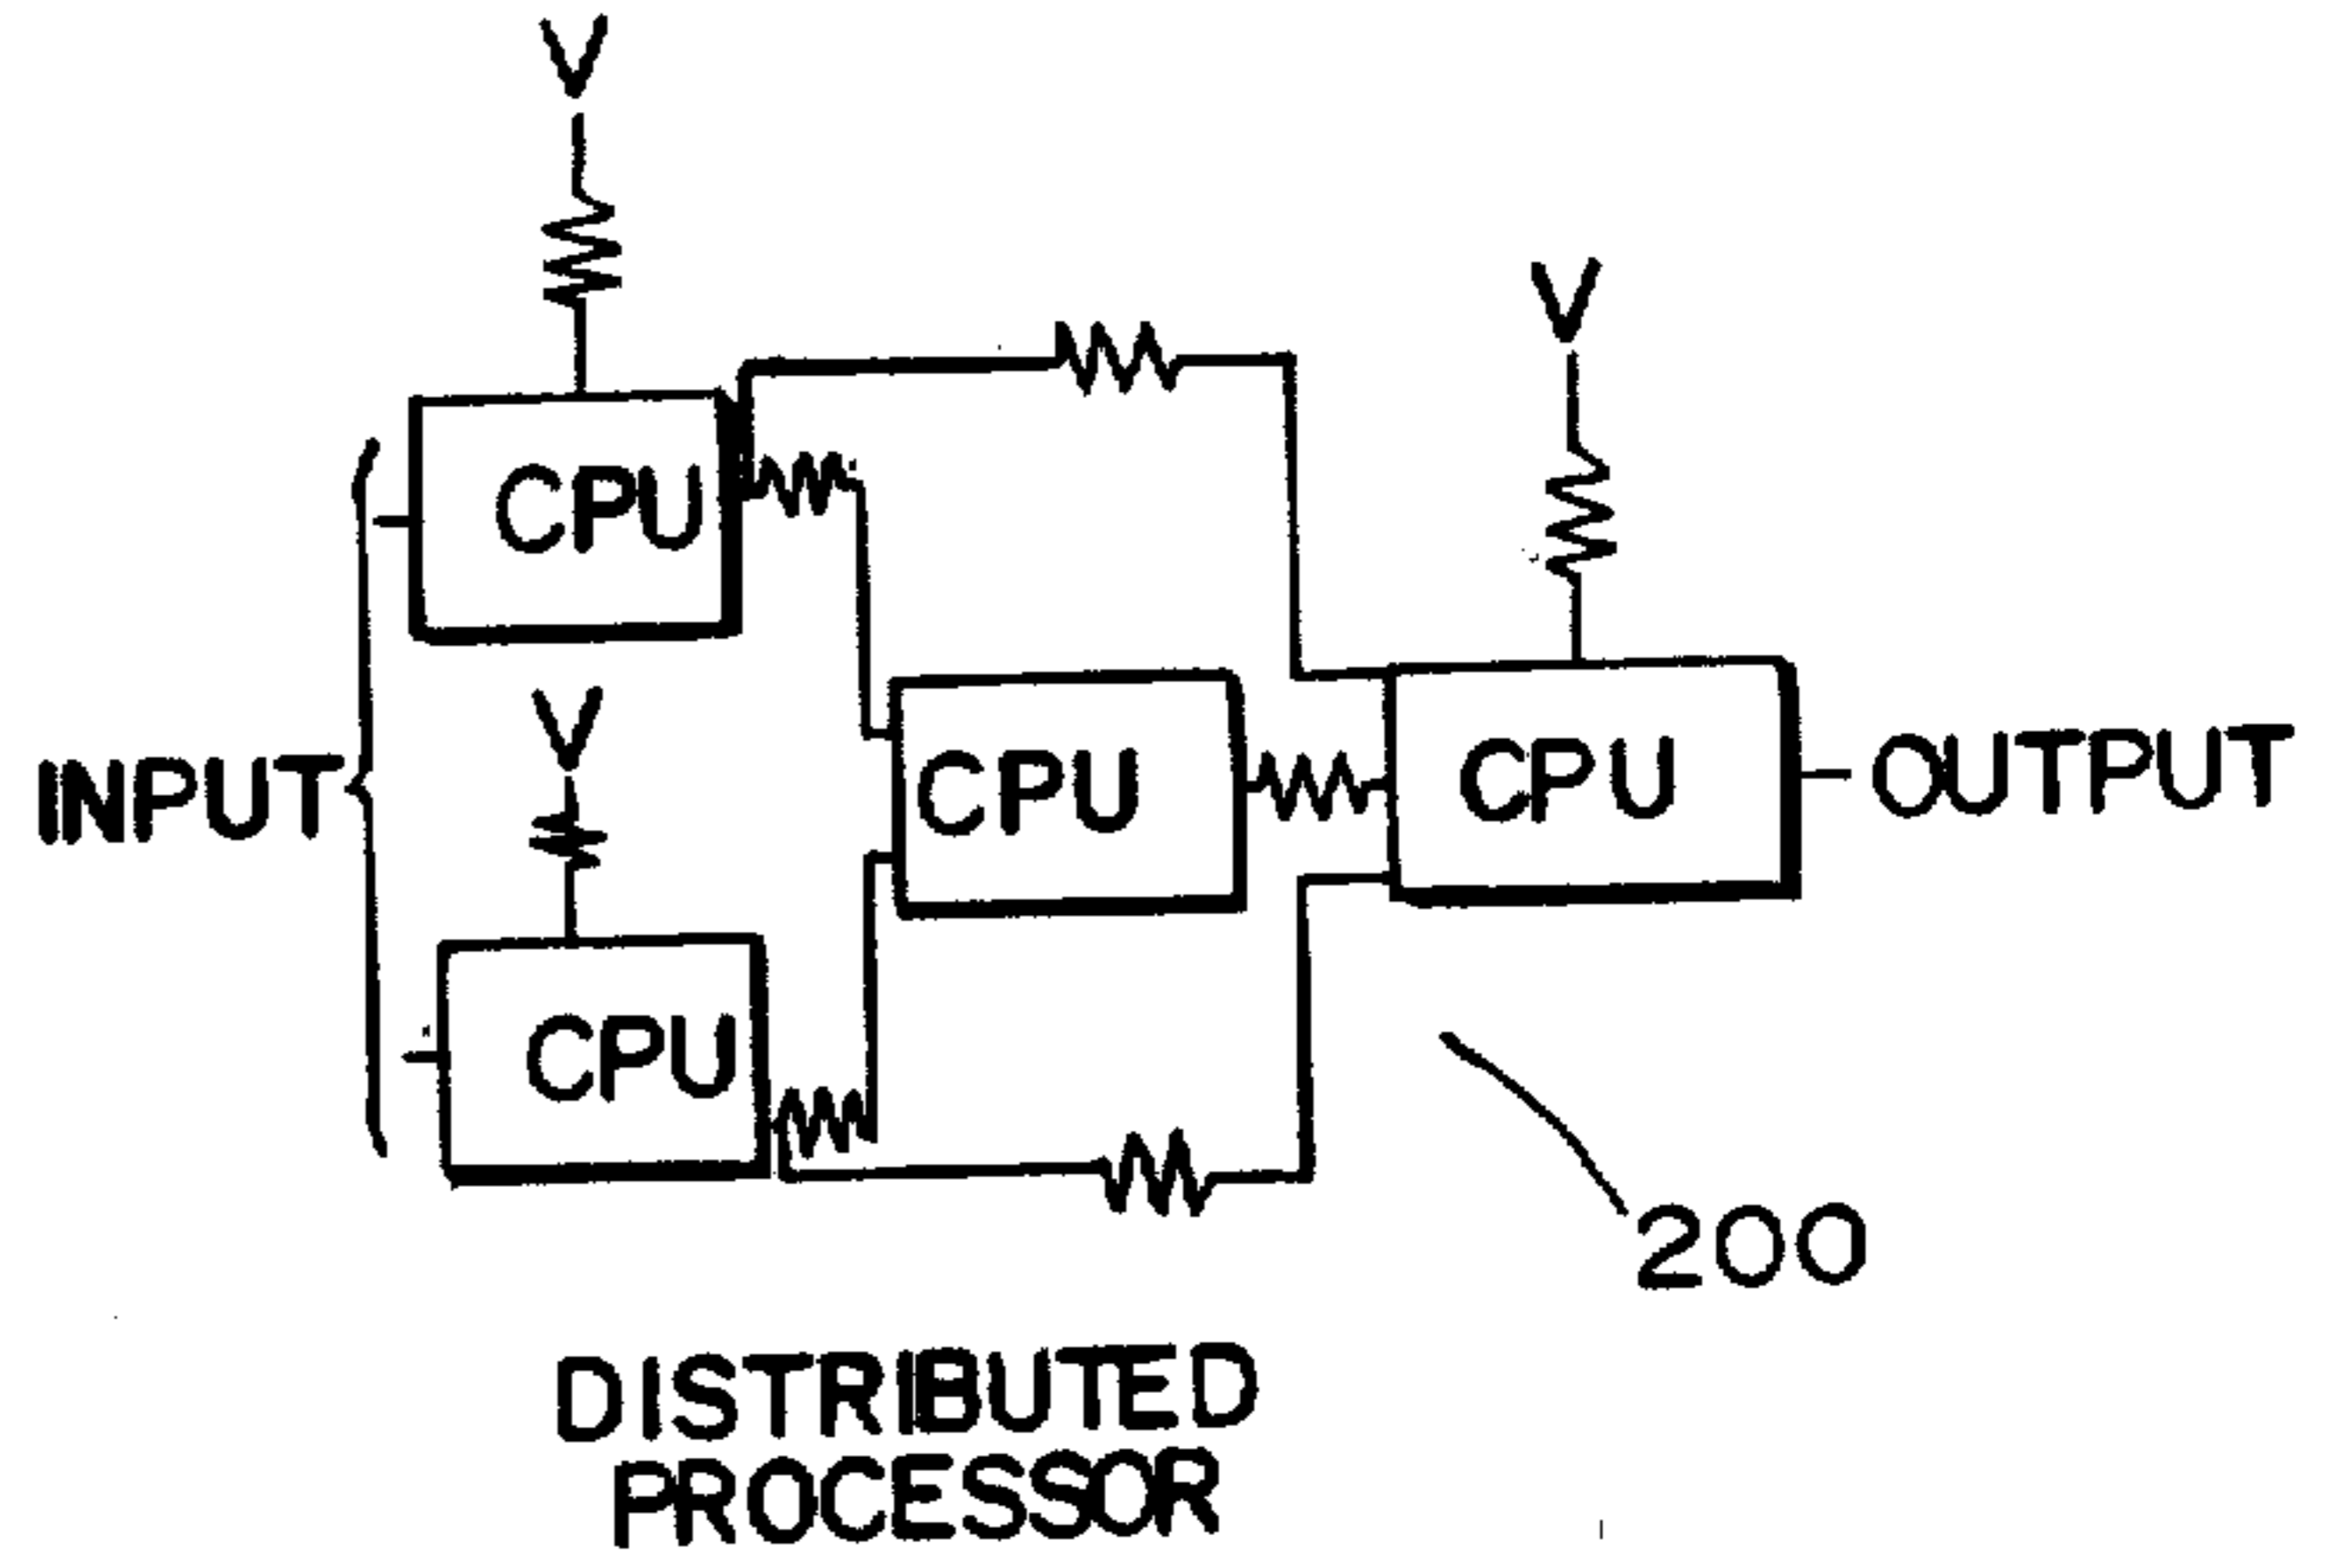 V
V
CPU
V
INPUT
CPU
CPU
OUTPUT
CPU
200
DISTRIBUTED
PROCESSOR